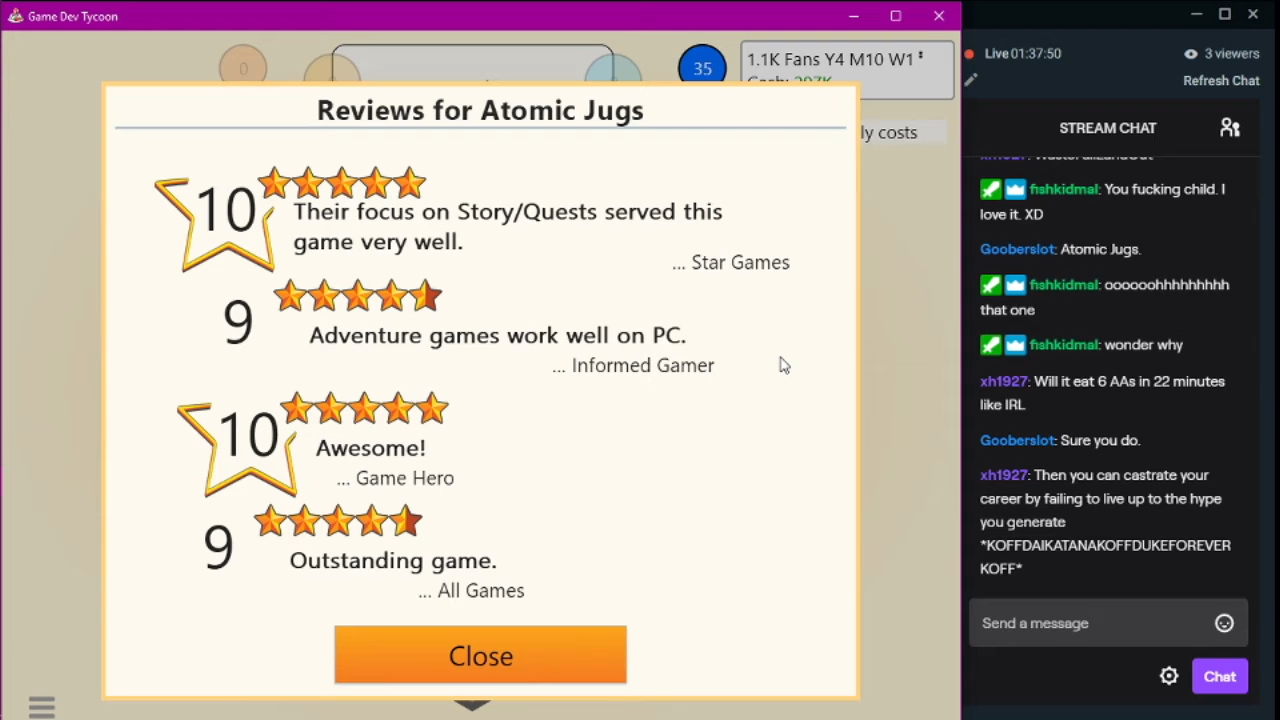 Game Dev Tycoon
0
35
1.1K Fans Y4 M10 W1
ly costs
Reviews for Atomic Jugs
10
Their focus on Story/Quests served this
game very well.
... Star Games
9
Adventure games work well on PC.
... Informed Gamer
10
Awesome!
... Game Hero
9
Outstanding game.
... All Games
Close
Live 01:37:50
3 viewers
Refresh Chat
STREAM CHAT
fishkidmal: You fucking child. I
love it. XD
Gooberslot: Atomic Jugs.
fishkidmal: oooooohhhhhhhhh
that one
fishkidmal: wonder why
xh1927: Will it eat 6 AAs in 22 minutes
like IRL
Gooberslot: Sure you do.
xh1927: Then you can castrate your
career by failing to live up to the hype
you generate
*KOFFDAIKATANAKOFFDUKEFOREVER
KOFF*
Send a message
Chat